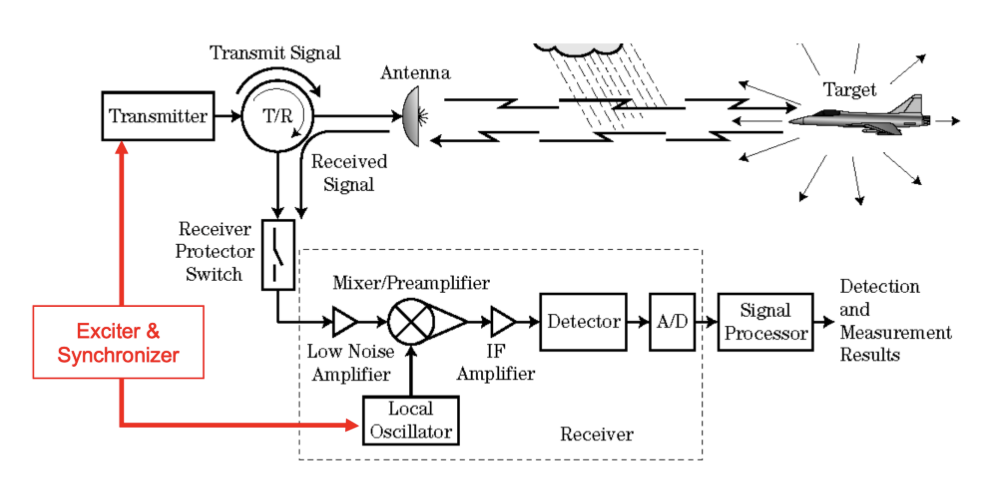 Transmit Signal
Antenna
Target
Transmitter
T/R
Received
Signal
Receiver
Protector
Switch
Mixer/Preamplifier
Detection
and
Measurement
Results
Exciter &
Synchronizer
Low Noise
Amplifier
IF
Amplifier
Detector
A/D
Signal
Processor
Local
Oscillator
Receiver